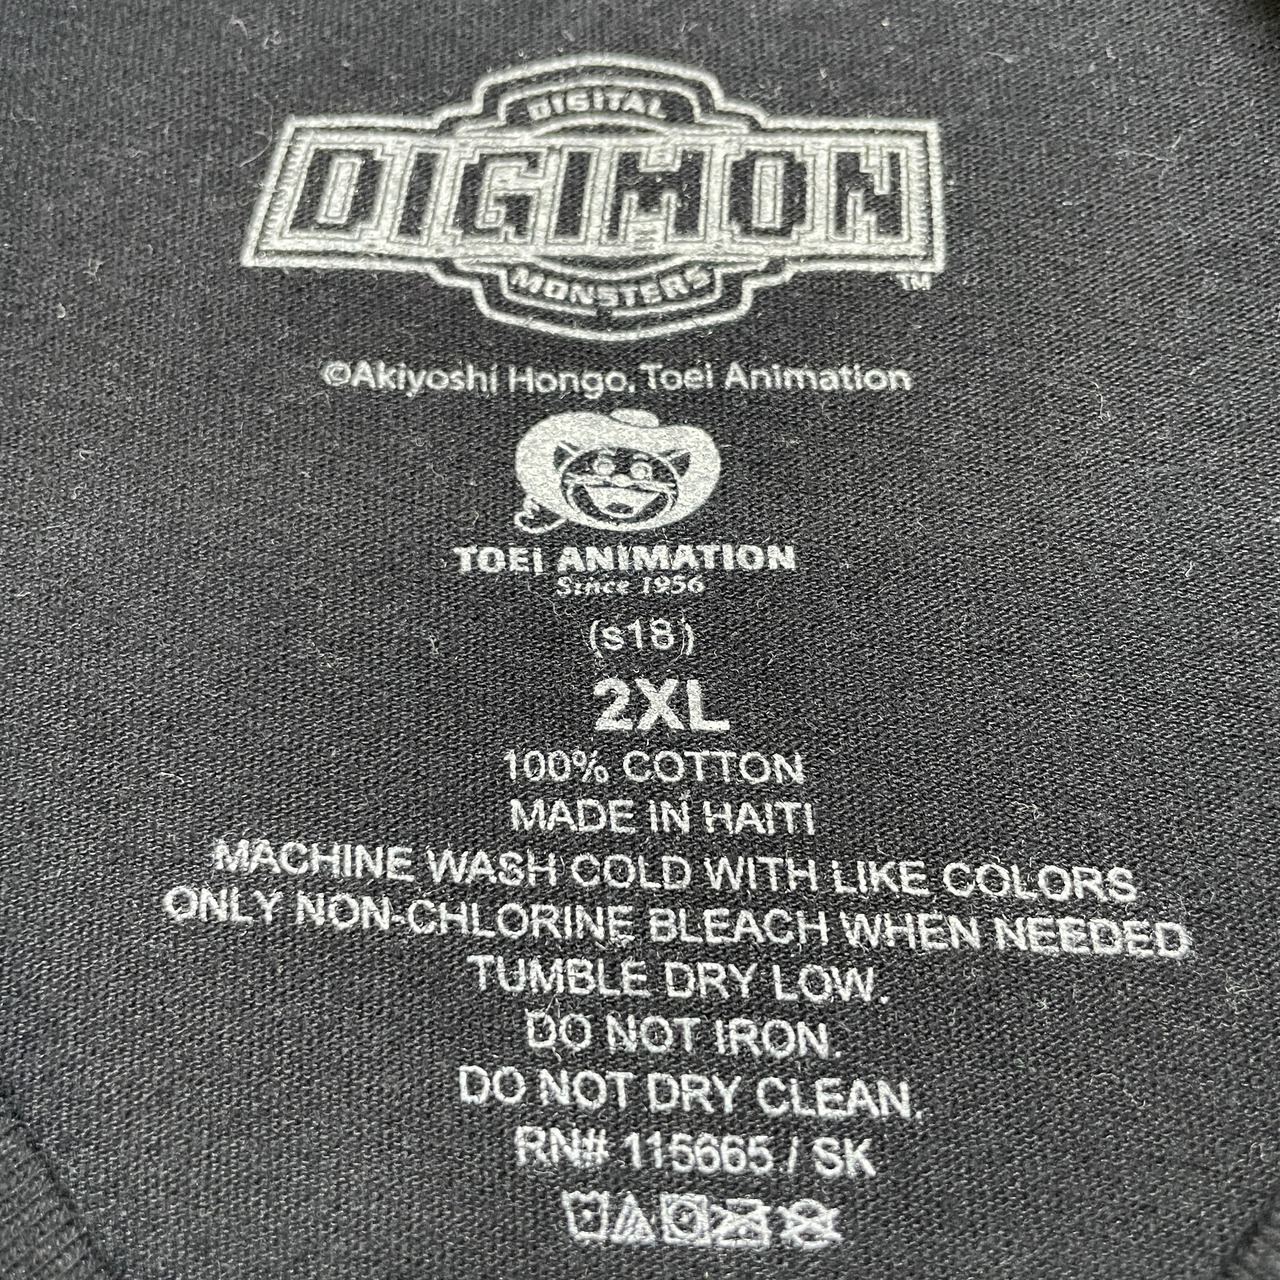 DIGITAL
DIGIMON
MONSTERS
TM
©Akiyoshi Hongo, Toei Animation
TOEI ANIMATION
Since 1956
(s18)
2XL
100% COTTON
MADE IN HAITI
MACHINE WASH COLD WITH LIKE COLORS
ONLY NON-CHLORINE BLEACH WHEN NEEDED
TUMBLE DRY LOW.
DO NOT IRON.
DO NOT DRY CLEAN.
RN# 115665 / SK